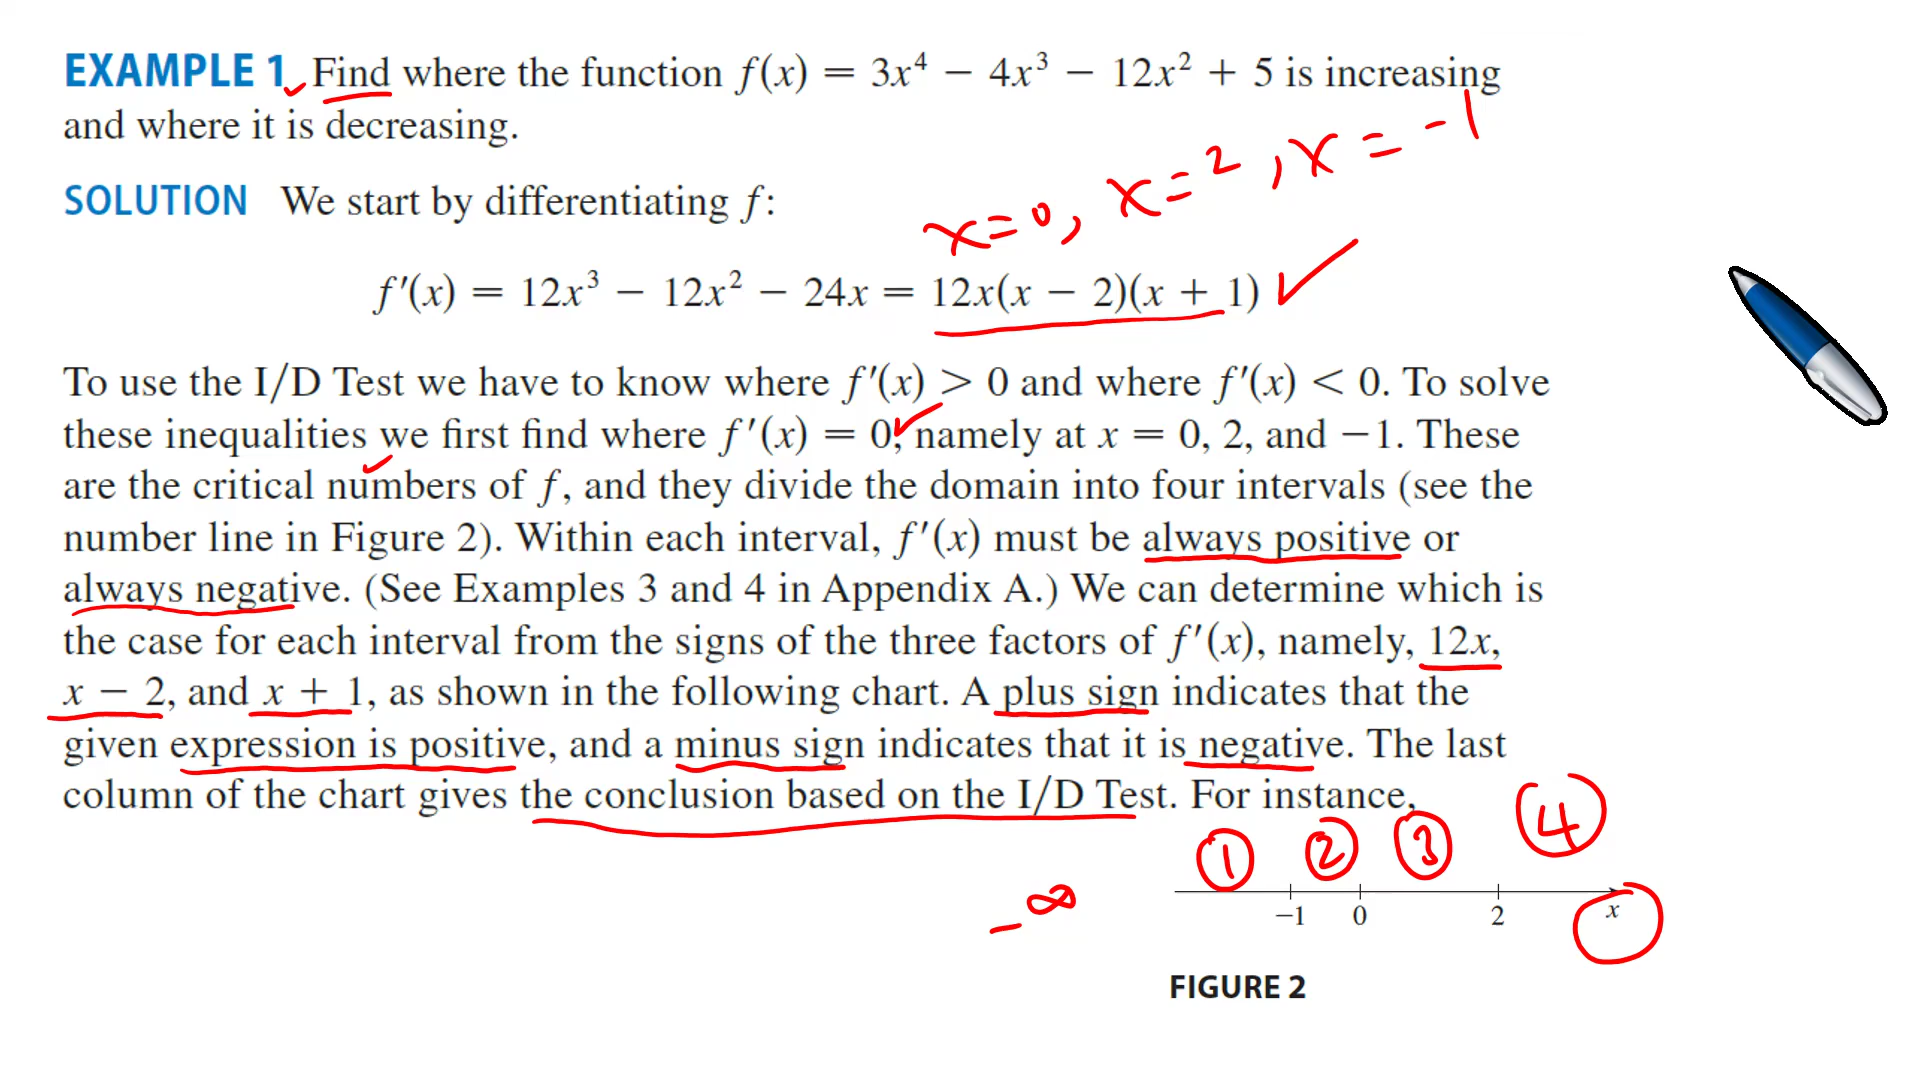 EXAMPLE 1 Find where the function f(x) = 3x⁴ − 4x³ − 12x² + 5 is increasing
and where it is decreasing.
x=0, x=2, x=-1
SOLUTION We start by differentiating f:
f′(x) = 12x³ − 12x² − 24x = 12x(x − 2)(x + 1)
To use the I/D Test we have to know where f′(x) > 0 and where f′(x) < 0. To solve
these inequalities we first find where f′(x) = 0, namely at x = 0, 2, and −1. These
are the critical numbers of f, and they divide the domain into four intervals (see the
number line in Figure 2). Within each interval, f′(x) must be always positive or
always negative. (See Examples 3 and 4 in Appendix A.) We can determine which is
the case for each interval from the signs of the three factors of f′(x), namely, 12x,
x − 2, and x + 1, as shown in the following chart. A plus sign indicates that the
given expression is positive, and a minus sign indicates that it is negative. The last
column of the chart gives the conclusion based on the I/D Test. For instance,
① ② ③ ④
-∞
−1 0 2 x
FIGURE 2